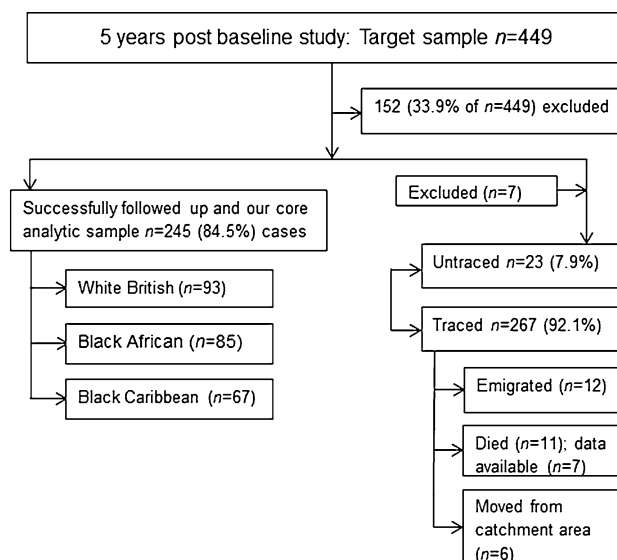 5 years post baseline study: Target sample n=449
152 (33.9% of n=449) excluded
Successfully followed up and our core
analytic sample n=245 (84.5%) cases
White British (n=93)
Black African (n=85)
Black Caribbean (n=67)
Excluded (n=7)
Untraced n=23 (7.9%)
Traced n=267 (92.1%)
Emigrated (n=12)
Died (n=11); data
available (n=7)
Moved from
catchment area
(n=6)